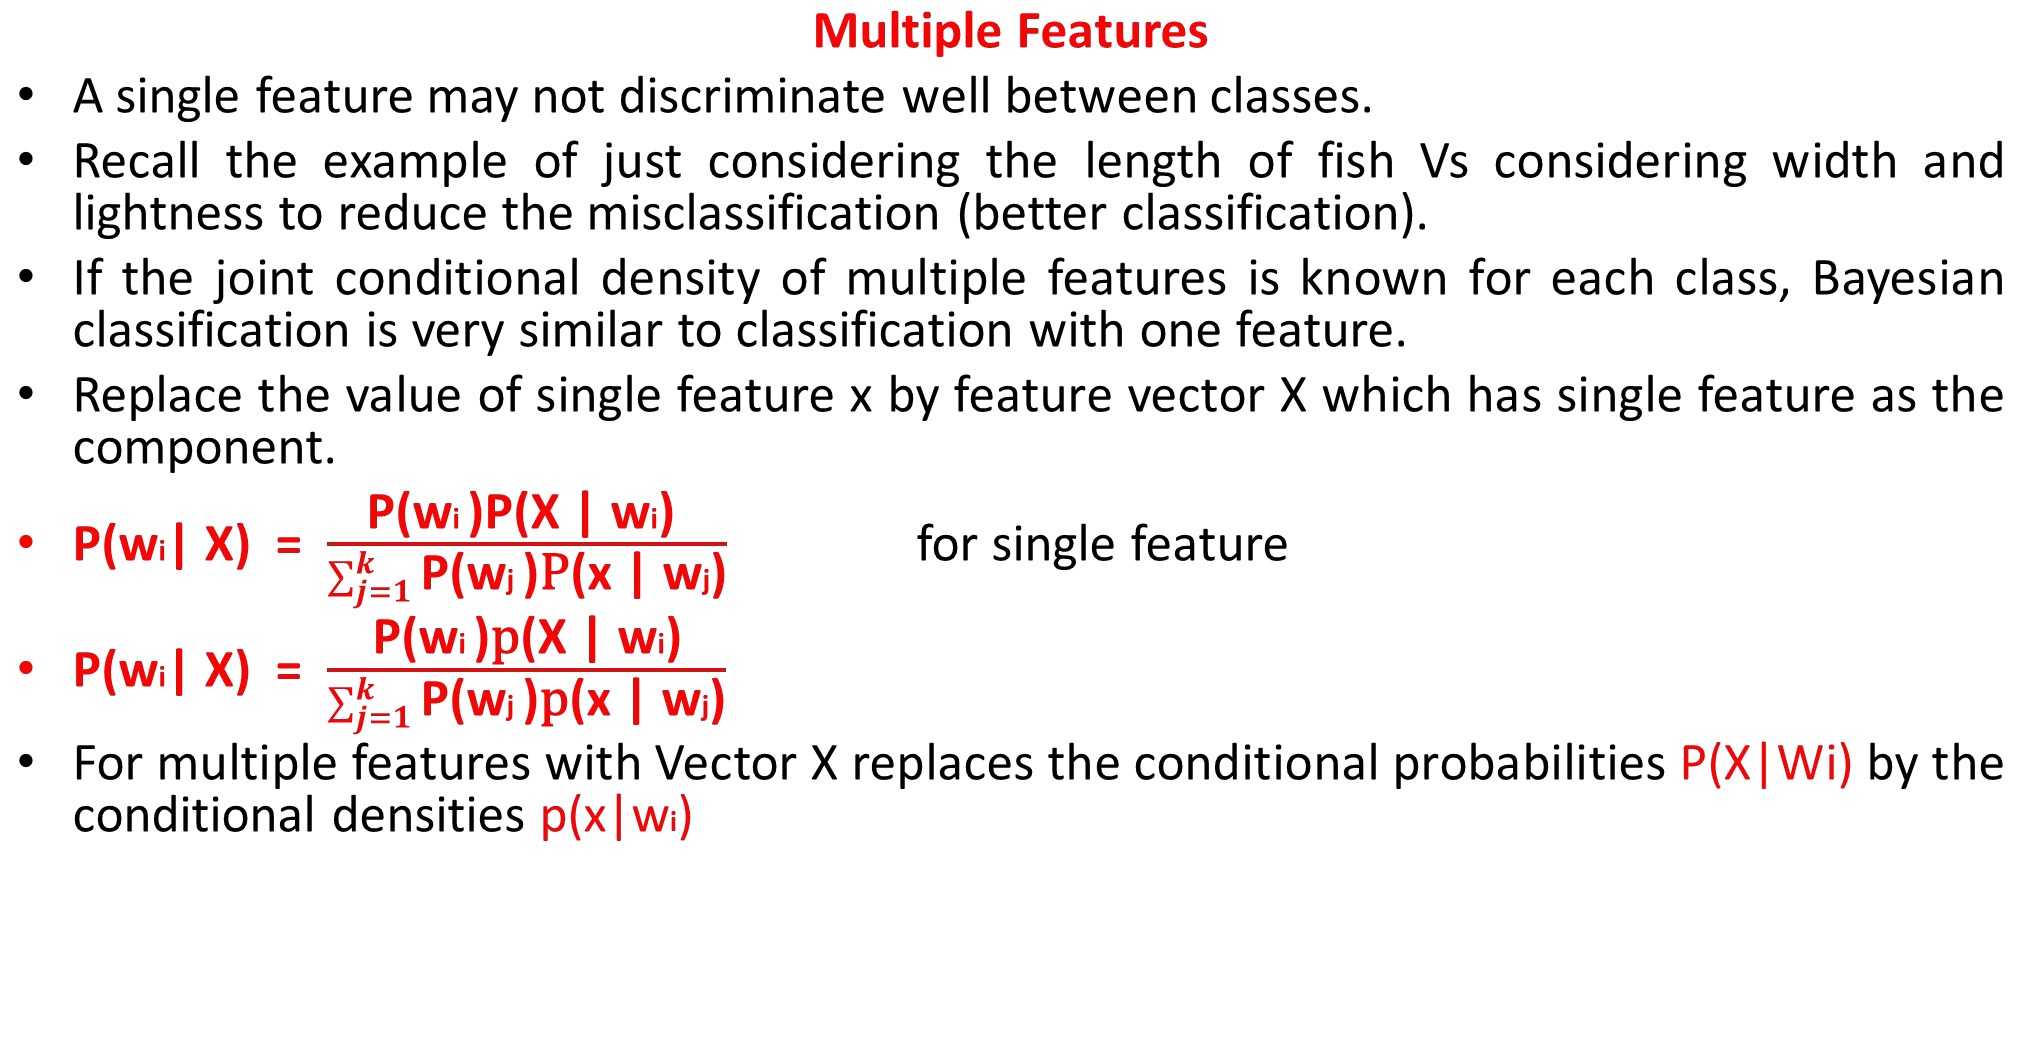 Multiple Features
• A single feature may not discriminate well between classes.
• Recall the example of just considering the length of fish Vs considering width and
lightness to reduce the misclassification (better classification).
• If the joint conditional density of multiple features is known for each class, Bayesian
classification is very similar to classification with one feature.
• Replace the value of single feature x by feature vector X which has single feature as the
component.
• P(wᵢ| X) = P(wᵢ )P(X | wᵢ) / ∑ᵏⱼ₌₁ P(wⱼ )P(x | wⱼ) for single feature
• P(wᵢ| X) = P(wᵢ )p(X | wᵢ) / ∑ᵏⱼ₌₁ P(wⱼ )p(x | wⱼ)
• For multiple features with Vector X replaces the conditional probabilities P(X|Wi) by the
conditional densities p(x|wᵢ)